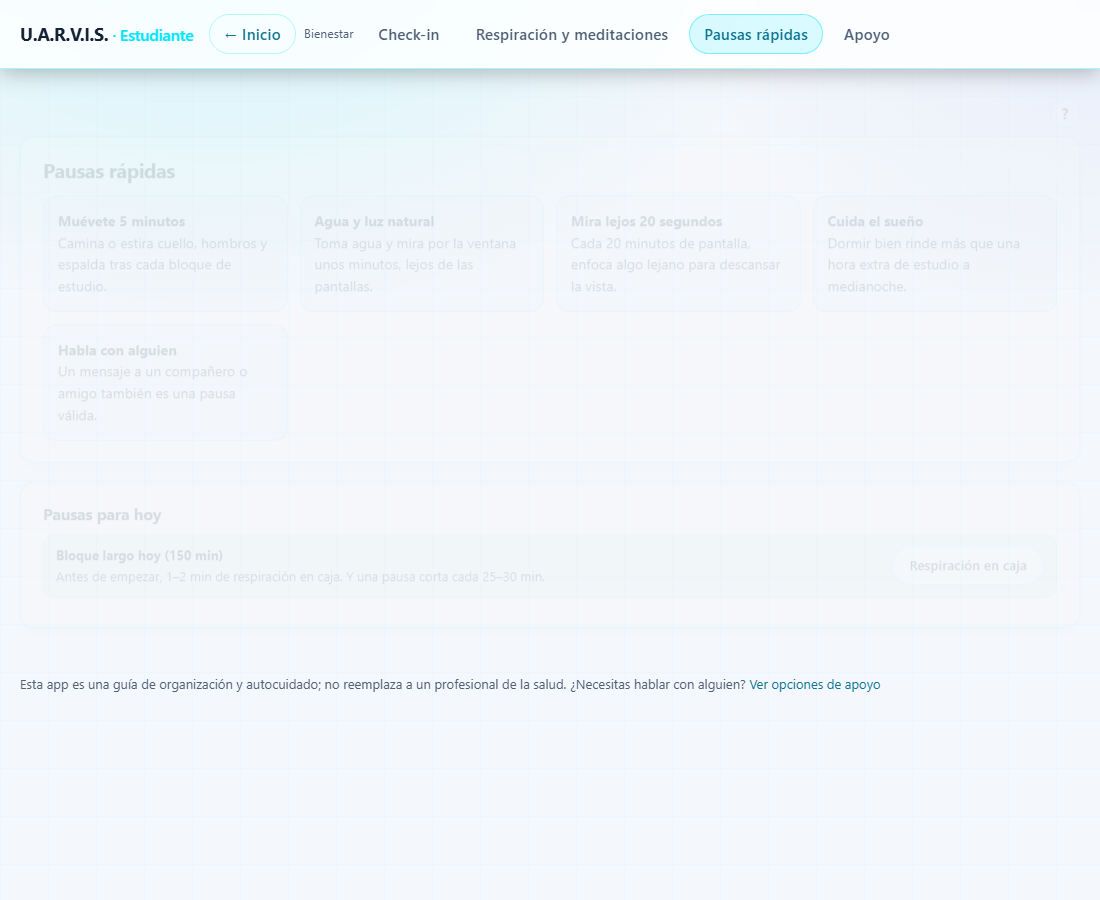 U.A.R.V.I.S. · Estudiante ← Inicio Bienestar Check-in Respiración y meditaciones Pausas rápidas Apoyo
?
Pausas rápidas
Muévete 5 minutos
Camina o estira cuello, hombros y
espalda tras cada bloque de
estudio.
Agua y luz natural
Toma agua y mira por la ventana
unos minutos, lejos de las
pantallas.
Mira lejos 20 segundos
Cada 20 minutos de pantalla,
enfoca algo lejano para descansar
la vista.
Cuida el sueño
Dormir bien rinde más que una
hora extra de estudio a
medianoche.
Habla con alguien
Un mensaje a un compañero o
amigo también es una pausa
válida.
Pausas para hoy
Bloque largo hoy (150 min)
Antes de empezar, 1–2 min de respiración en caja. Y una pausa corta cada 25–30 min.
Respiración en caja
Esta app es una guía de organización y autocuidado; no reemplaza a un profesional de la salud. ¿Necesitas hablar con alguien? Ver opciones de apoyo